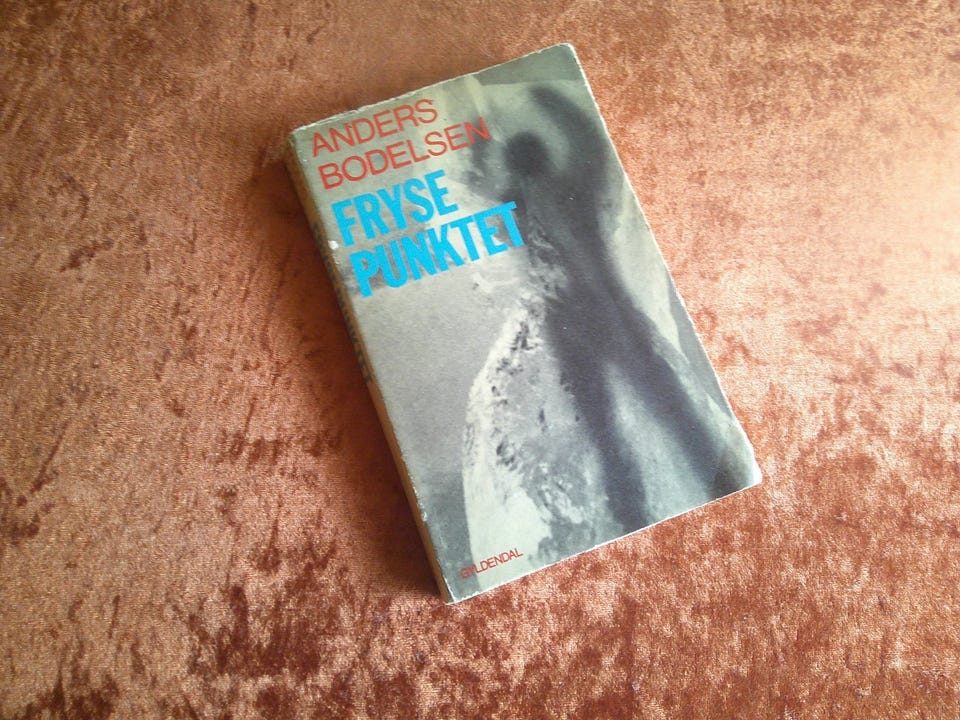 ANDERS
BODELSEN
FRYSE
PUNKTET
GYLDENDAL